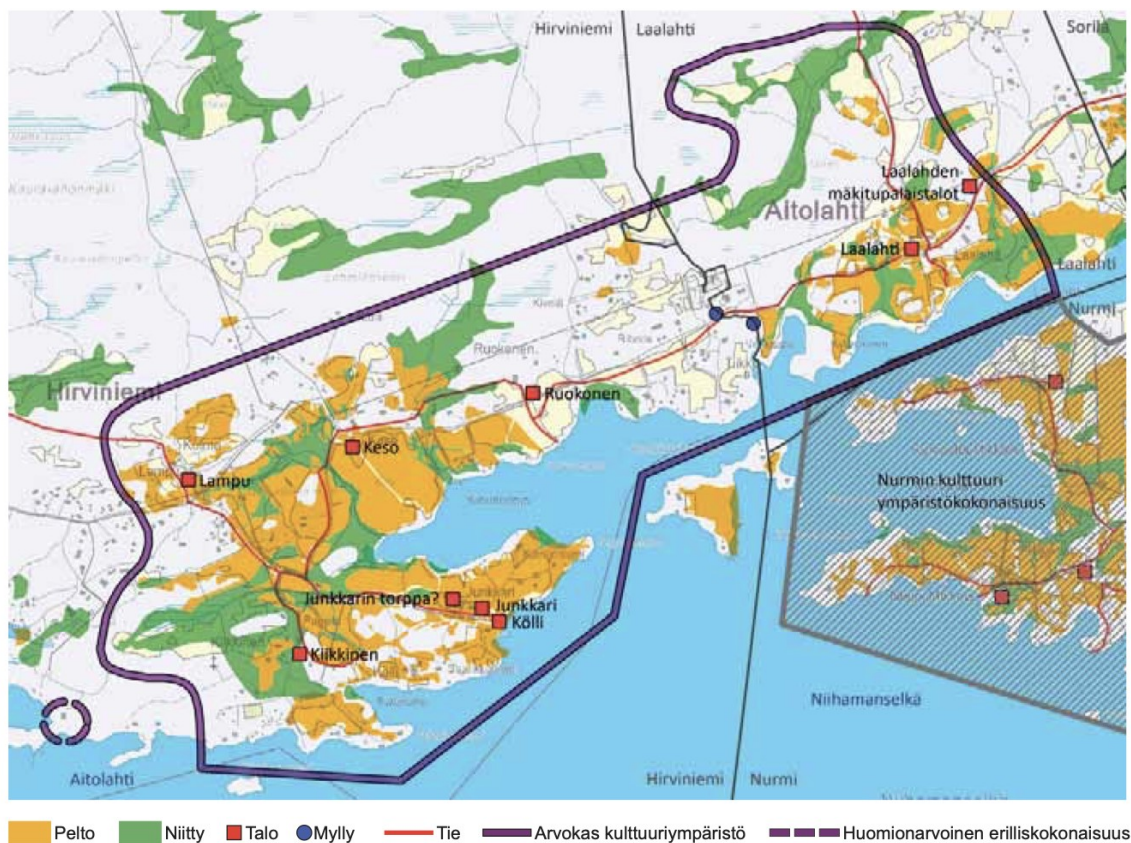 Hirviniemi
Laalahti
Sorila
Laalahden
mäkitupalaistalot
Aitolahti
Laalahti
Laalahti
Nurmi
Ruokonen
Ruokonen
Hirviniemi
Keso
Lampu
Nurmin kulttuuri
ympäristökokonaisuus
Junkkarin torppa?
Junkkari
Kölli
Kiikkinen
Niihamanselkä
Aitolahti
Hirviniemi
Nurmi
Pelto
Niitty
Talo
Mylly
Tie
Arvokas kulttuuriympäristö
Huomionarvoinen erilliskokonaisuus